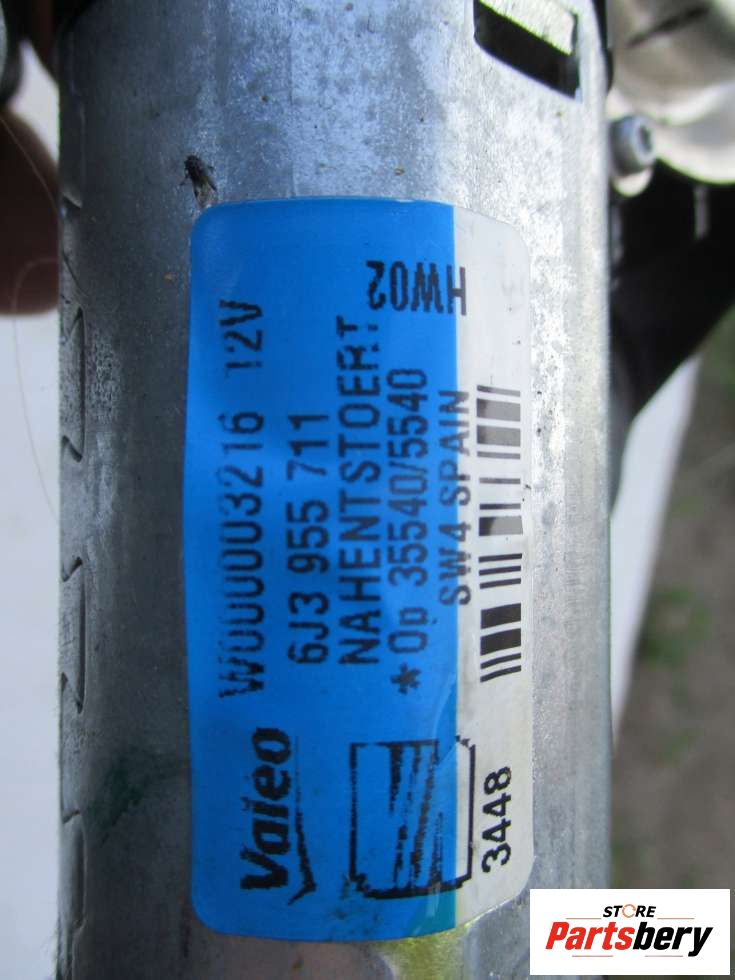 Valeo
W000003216 12V
6J3 955 711
NAHENTSTOERT
* Op 35540/5540
SW4 SPAIN
HW02
3448
STORE
Partsbery